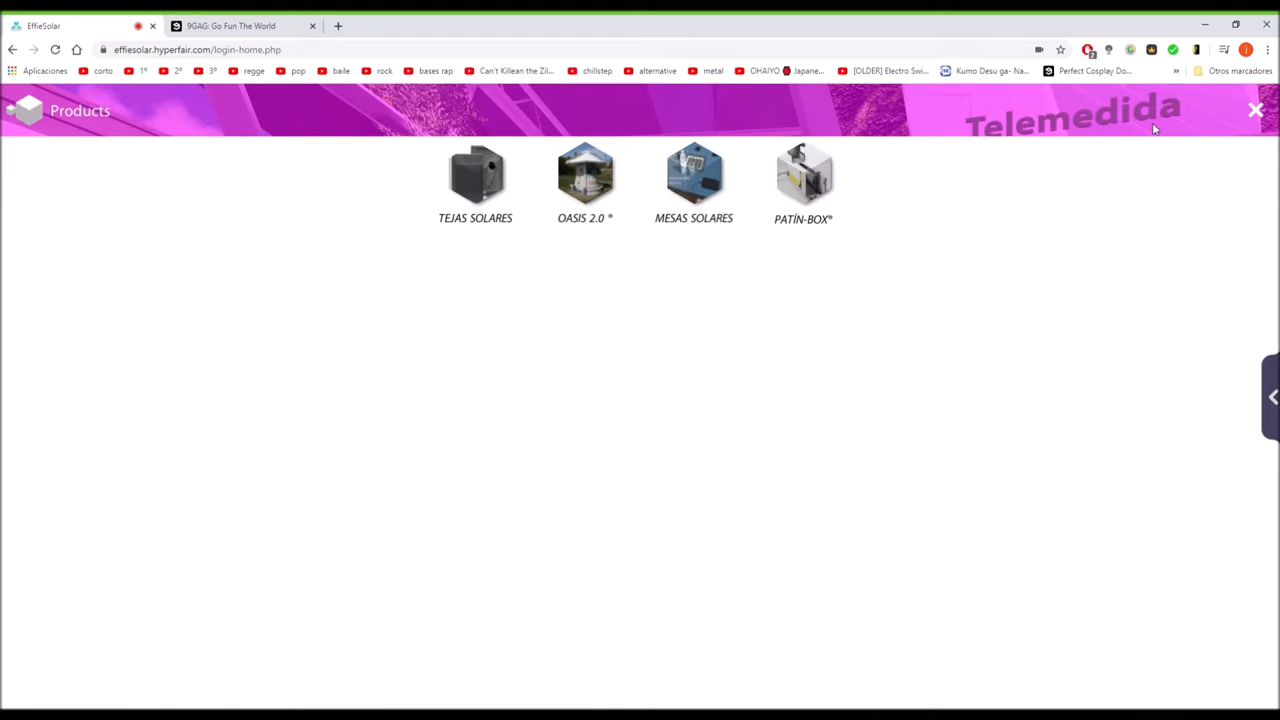 EffieSolar
9GAG: Go Fun The World
effiesolar.hyperfair.com/login-home.php
Aplicaciones corto 1º 2º 3º regge pop baile rock bases rap Can't Killean the Zil... chillstep alternative metal OHAIYO Japane... [OLDER] Electro Swi... Kumo Desu ga- Na... Perfect Cosplay Do... » Otros marcadores
Products
Telemedida
TEJAS SOLARES
OASIS 2.0 ®
MESAS SOLARES
PATÍN-BOX®